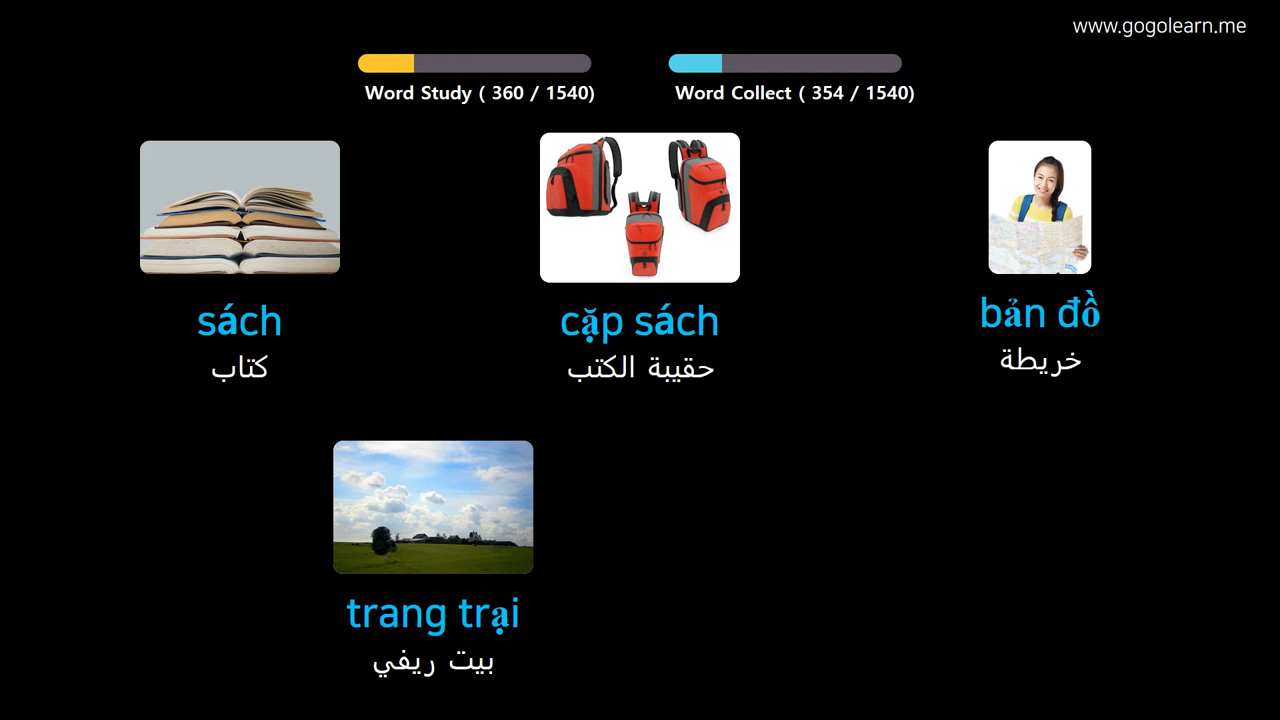 www.gogolearn.me
Word Study ( 360 / 1540)
Word Collect ( 354 / 1540)
sách
كتاب
cặp sách
حقيبة الكتب
bản đồ
خريطة
trang trại
بيت ريفي